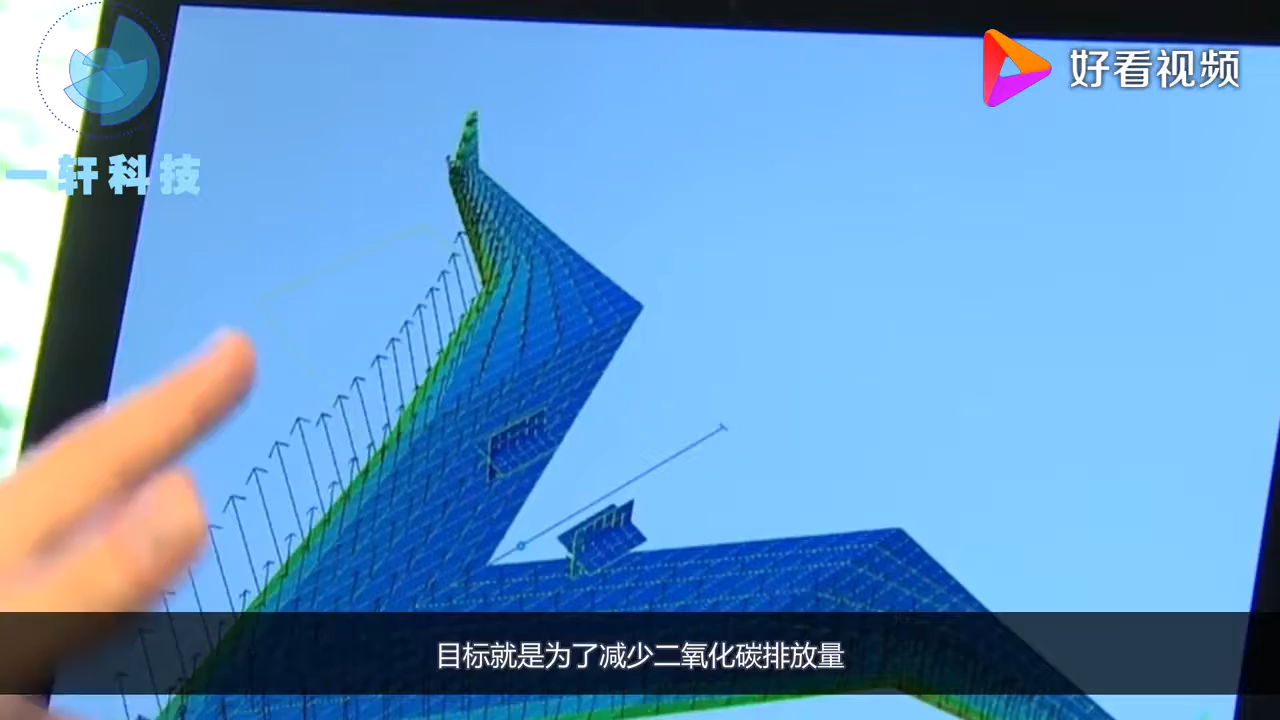 好看视频
一轩科技
目标就是为了减少二氧化碳排放量